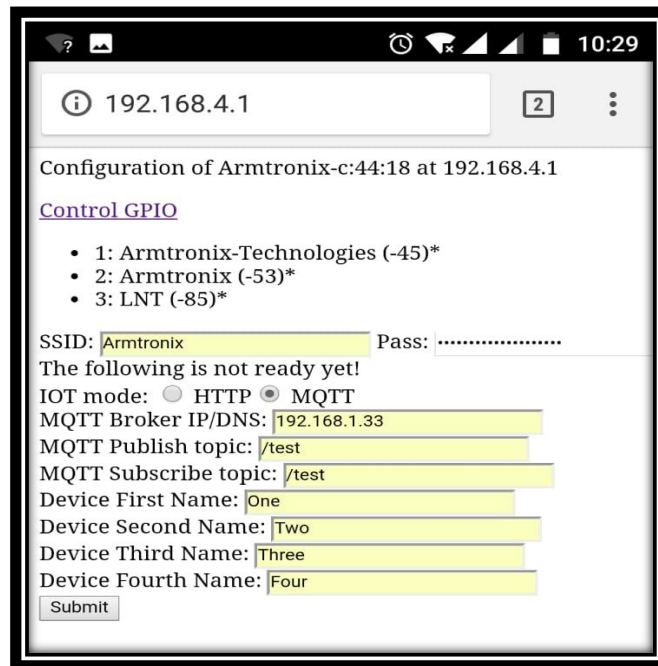 10:29
192.168.4.1
2
Configuration of Armtronix-c:44:18 at 192.168.4.1
Control GPIO
• 1: Armtronix-Technologies (-45)*
• 2: Armtronix (-53)*
• 3: LNT (-85)*
SSID: Armtronix Pass: ••••••••••••••••••••
The following is not ready yet!
IOT mode: HTTP MQTT
MQTT Broker IP/DNS: 192.168.1.33
MQTT Publish topic: /test
MQTT Subscribe topic: /test
Device First Name: One
Device Second Name: Two
Device Third Name: Three
Device Fourth Name: Four
Submit